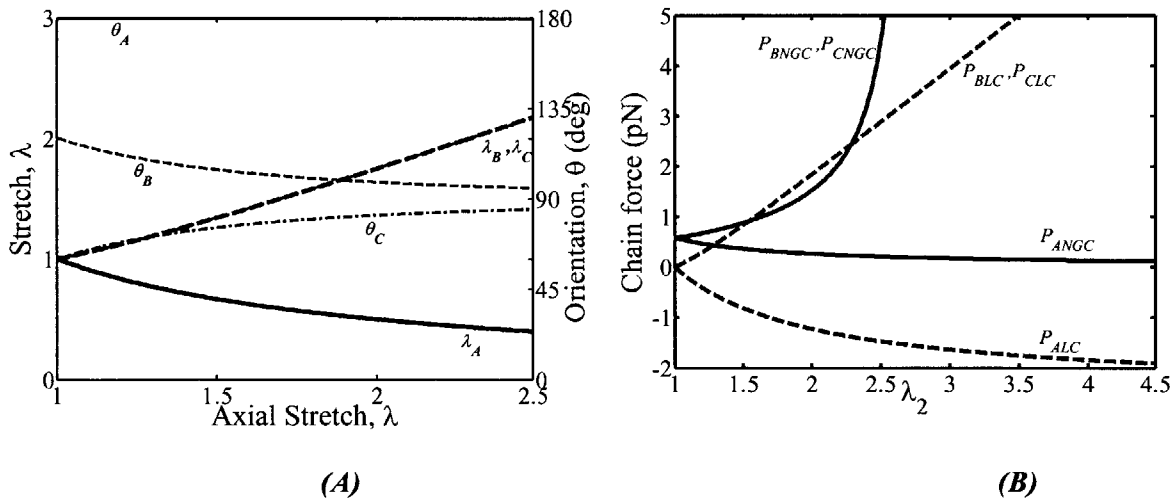 3
2
1
0
Stretch, λ
θ_A
θ_B
θ_C
λ_B, λ_C
λ_A
180
135
90
45
0
Orientation, θ (deg)
1 1.5 2 2.5
Axial Stretch, λ
(A)
5
4
3
2
1
0
-1
-2
Chain force (pN)
P_BNGC, P_CNGC
P_BLC, P_CLC
P_ANGC
P_ALC
1 1.5 2 2.5 3 3.5 4 4.5
λ_2
(B)